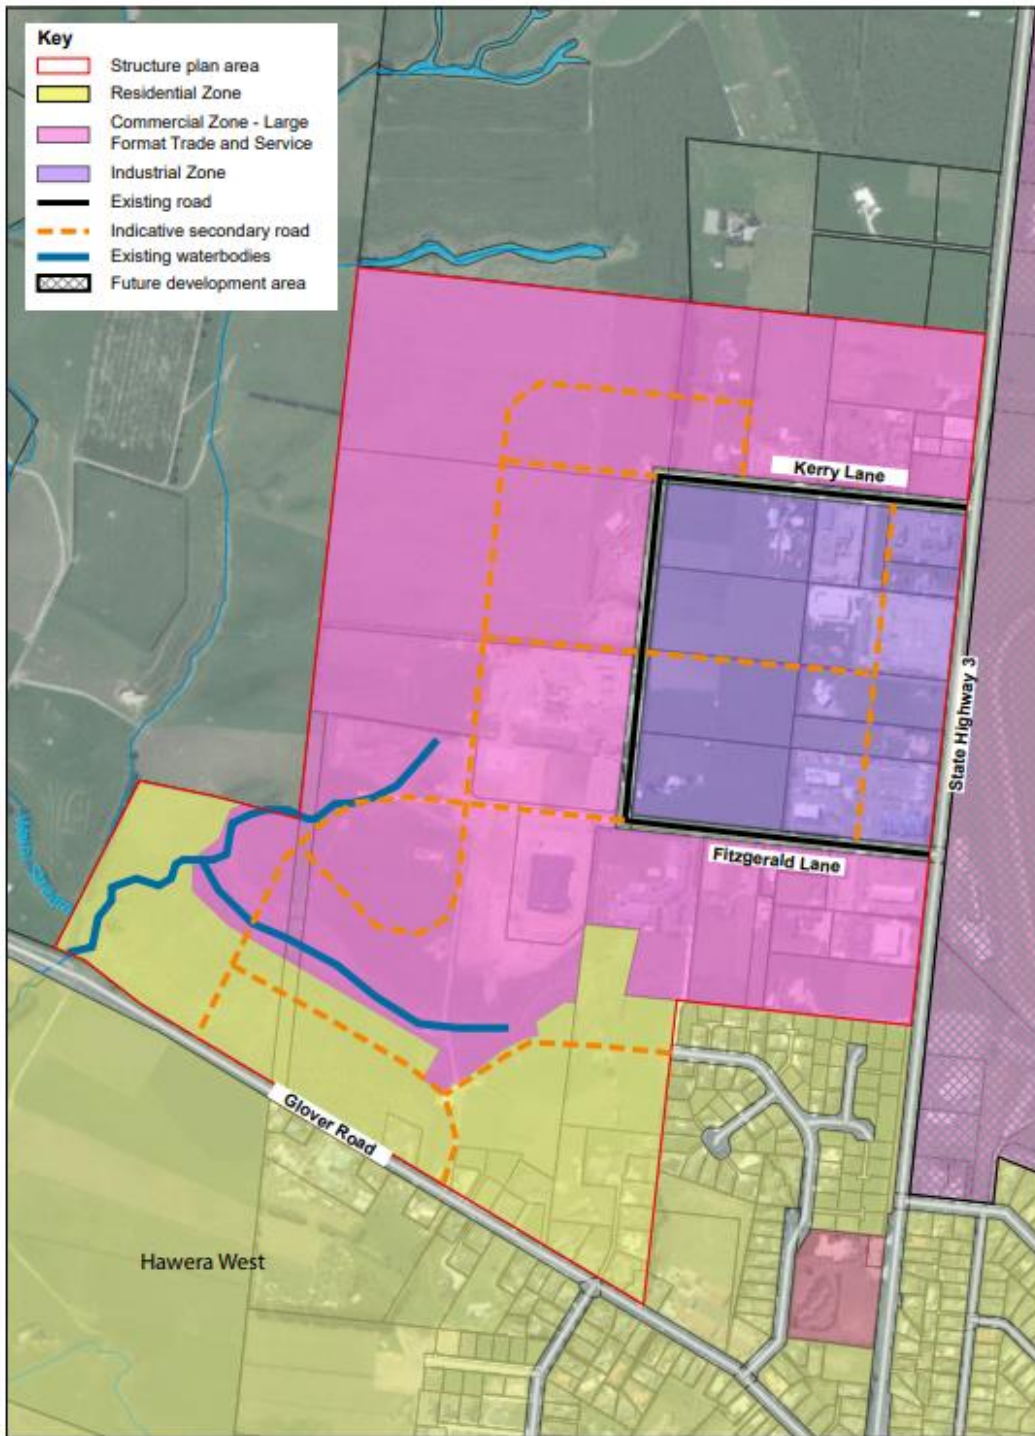 Key
Structure plan area
Residential Zone
Commercial Zone - Large
Format Trade and Service
Industrial Zone
Existing road
Indicative secondary road
Existing waterbodies
Future development area
Kerry Lane
State Highway 3
Fitzgerald Lane
Glover Road
Hawera West